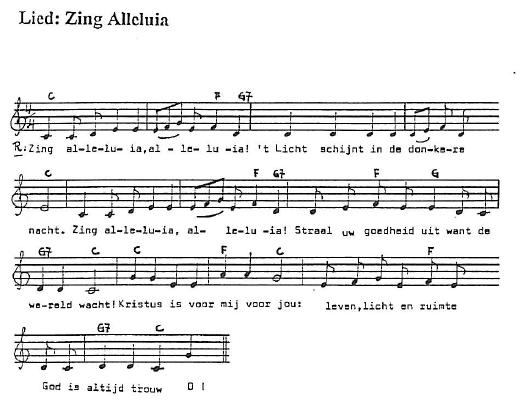 Lied: Zing Alleluia
C F G7
R:Zing al-le-lu-ia,al - le-lu -ia! 't Licht schijnt in de don-ke-re
C F G7 F G
nacht. Zing al-le-lu-ia, al- le-lu -ia! Straal uw goedheid uit want de
G7 C C F C F
we-reld wacht!Kristus is voor mij voor jou: leven,licht en ruimte
G7 C
God is altijd trouw O !